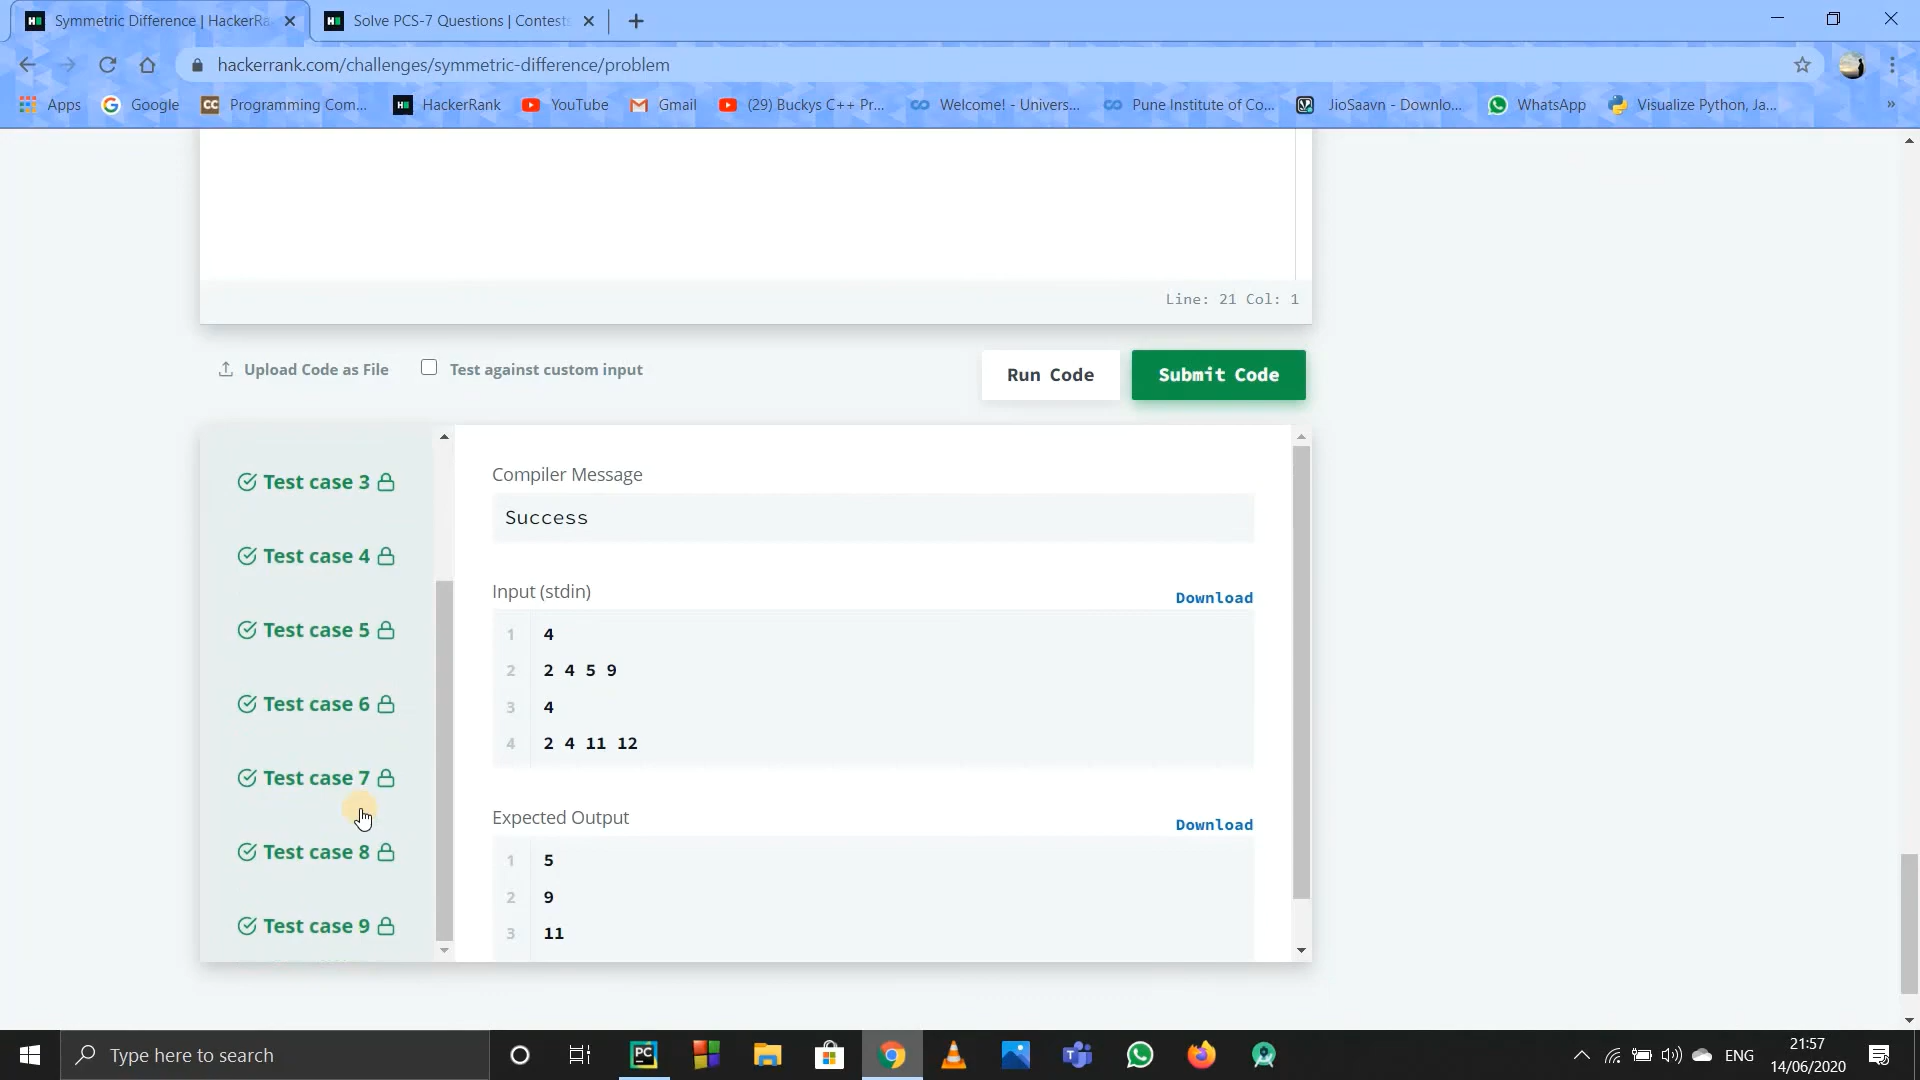 Symmetric Difference | HackerRa
Solve PCS-7 Questions | Contests
hackerrank.com/challenges/symmetric-difference/problem
Apps
Google
CC
Programming Com...
HackerRank
YouTube
Gmail
(29) Buckys C++ Pr...
Welcome! - Univers...
Pune Institute of Co...
JioSaavn - Downlo...
WhatsApp
Visualize Python, Ja...
Line: 21 Col: 1
Upload Code as File
Test against custom input
Run Code
Submit Code
Test case 3
Test case 4
Test case 5
Test case 6
Test case 7
Test case 8
Test case 9
Compiler Message
Success
Input (stdin)
Download
1 4
2 2 4 5 9
3 4
4 2 4 11 12
Expected Output
Download
1 5
2 9
3 11
Type here to search
PC
ENG
21:57
14/06/2020